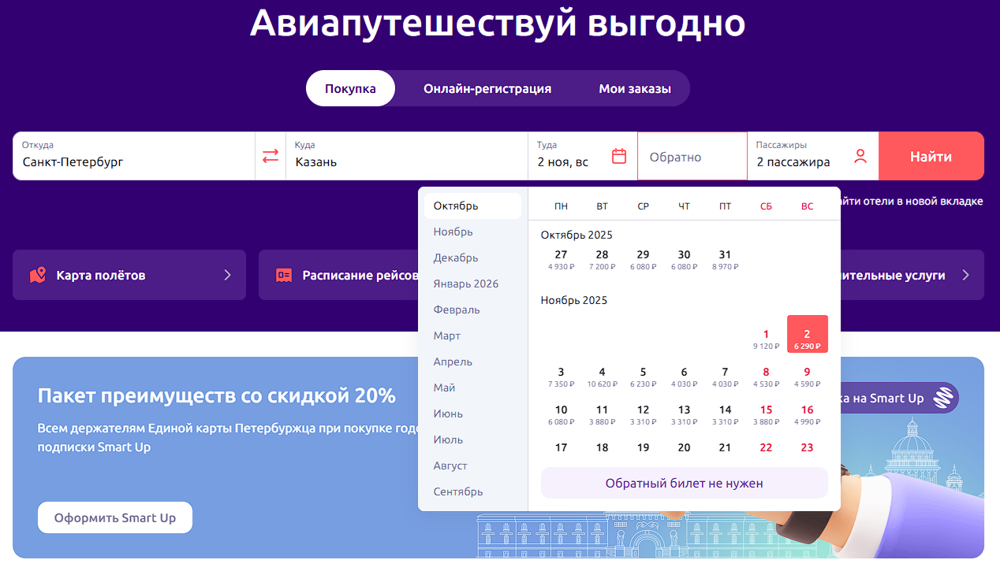 Авиапутешествуй выгодно
Покупка Онлайн-регистрация Мои заказы
Откуда Куда Туда Пассажиры
Санкт-Петербург Казань 2 ноя, вс Обратно 2 пассажира Найти
отели в новой вкладке
Октябрь ПН ВТ СР ЧТ ПТ СБ ВС
Ноябрь Октябрь 2025
Декабрь 27 28 29 30 31
4 930 ₽ 7 200 ₽ 6 080 ₽ 6 080 ₽ 8 970 ₽
Карта полётов Расписание рейсов услуги
Январь 2026
Февраль Ноябрь 2025
Март 1 2
9 120 ₽ 6 290 ₽
Апрель 3 4 5 6 7 8 9
7 350 ₽ 10 620 ₽ 6 230 ₽ 4 030 ₽ 4 030 ₽ 4 530 ₽ 4 590 ₽
Май 10 11 12 13 14 15 16
Июнь 6 080 ₽ 3 880 ₽ 3 310 ₽ 3 310 ₽ 3 310 ₽ 3 880 ₽ 4 990 ₽
Июль 17 18 19 20 21 22 23
Август
Сентябрь Обратный билет не нужен
Пакет преимуществ со скидкой 20% на Smart Up
Всем держателям Единой карты Петербуржца при покупке
подписки Smart Up
Оформить Smart Up